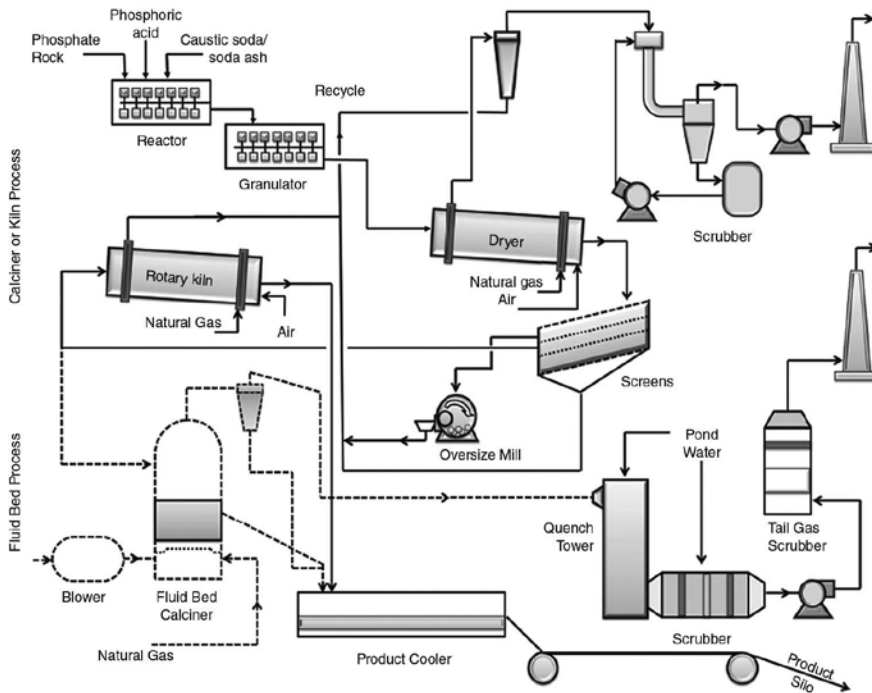 Phosphoric
acid
Phosphate
Rock
Caustic soda/
soda ash
Reactor
Recycle
Granulator
Calciner or Kiln Process
Dryer
Scrubber
Rotary kiln
Natural gas
Air
Natural Gas
Air
Screens
Oversize Mill
Pond
Water
Fluid Bed Process
Quench
Tower
Tail Gas
Scrubber
Blower
Fluid Bed
Calciner
Scrubber
Natural Gas
Product Cooler
Product
Silo